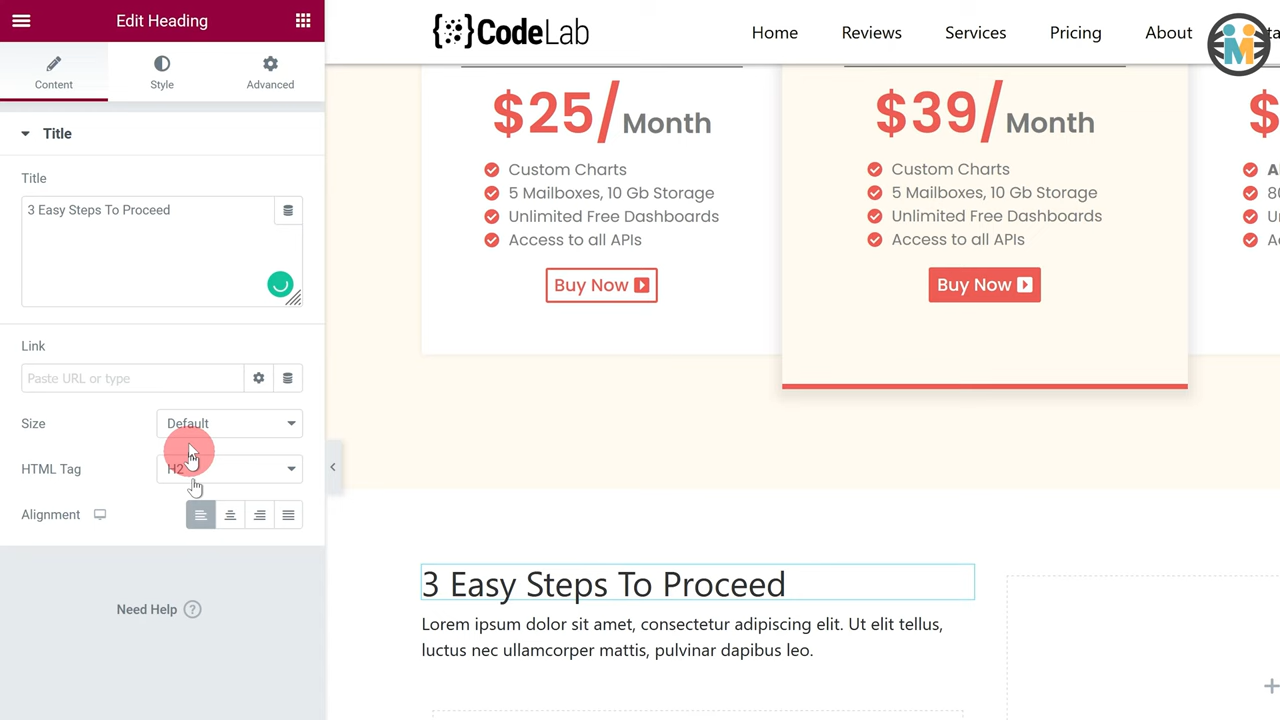 Edit Heading
Content
Style
Advanced
Title
Title
3 Easy Steps To Proceed
Link
Paste URL or type
Size
Default
HTML Tag
H2
Alignment
Need Help ?
{ } CodeLab
Home
Reviews
Services
Pricing
About
$25/ Month
Custom Charts
5 Mailboxes, 10 Gb Storage
Unlimited Free Dashboards
Access to all APIs
Buy Now
$39/ Month
Custom Charts
5 Mailboxes, 10 Gb Storage
Unlimited Free Dashboards
Access to all APIs
Buy Now
$
3 Easy Steps To Proceed
Lorem ipsum dolor sit amet, consectetur adipiscing elit. Ut elit tellus,
luctus nec ullamcorper mattis, pulvinar dapibus leo.